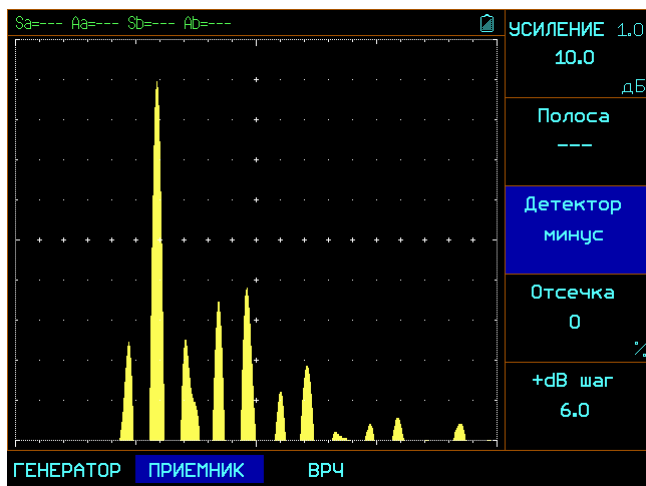 Sa=--- Aa=--- Sb=--- Ab=---
УСИЛЕНИЕ 1.0
10.0
дБ
Полоса
---
Детектор
минус
Отсечка
0
%
+dB шаг
6.0
ГЕНЕРАТОР ПРИЕМНИК ВРЧ